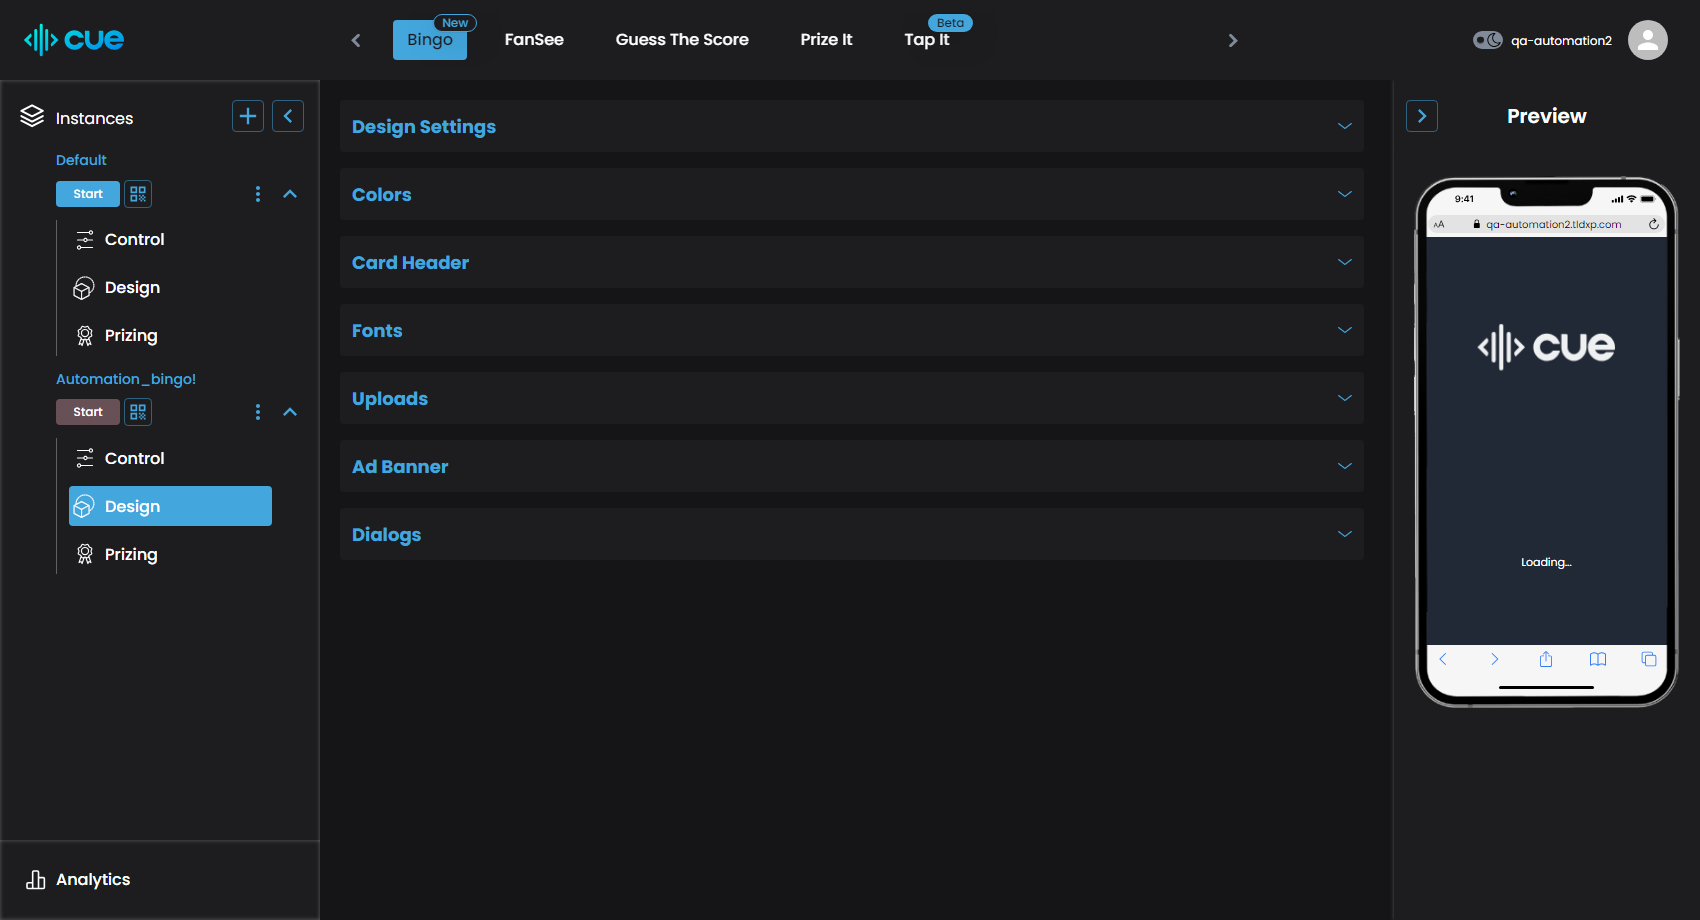 cue
Bingo
New
FanSee
Guess The Score
Prize It
Tap It
Beta
qa-automation2
Instances
Default
Start
Control
Design
Prizing
Automation_bingo!
Start
Control
Design
Prizing
Analytics
Design Settings
Colors
Card Header
Fonts
Uploads
Ad Banner
Dialogs
Preview
9:41
AA qa-automation2.tldxp.com
cue
Loading...